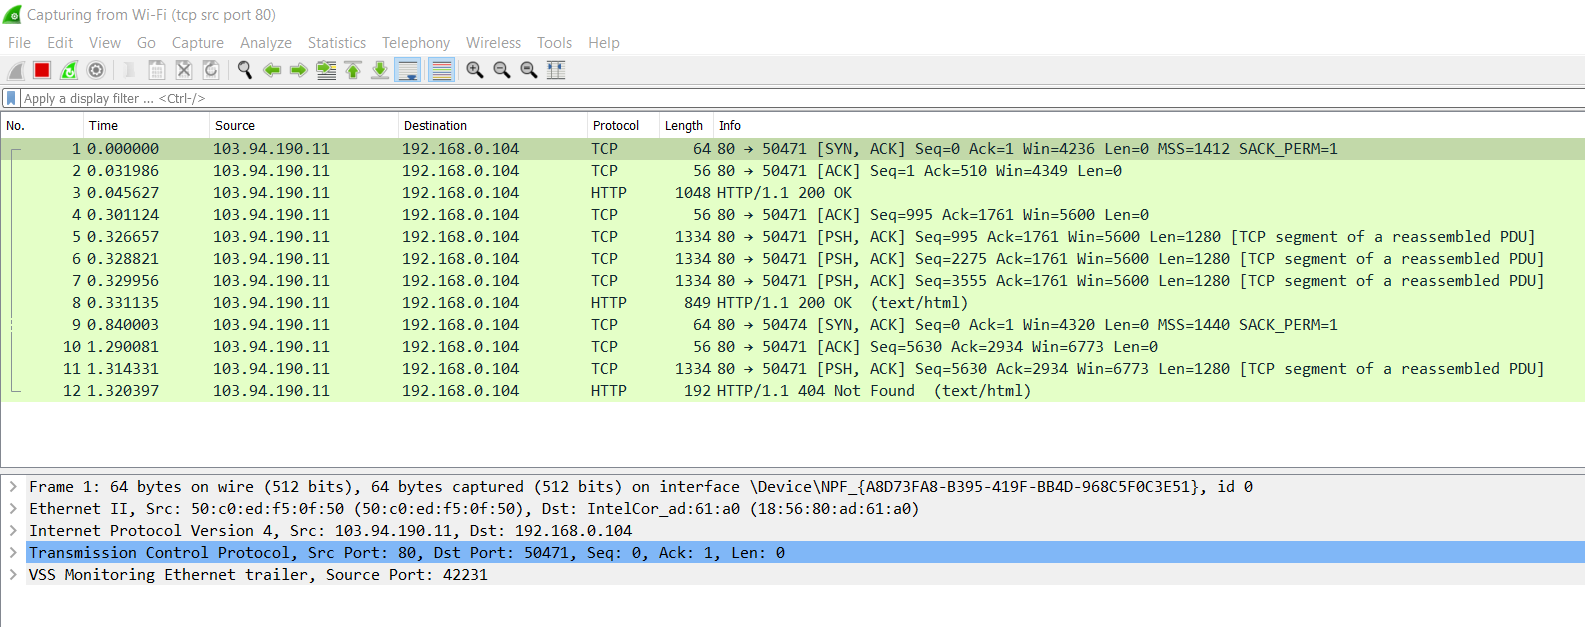 Capturing from Wi-Fi (tcp src port 80)
File Edit View Go Capture Analyze Statistics Telephony Wireless Tools Help
Apply a display filter ... <Ctrl-/>
No. Time Source Destination Protocol Length Info
1 0.000000 103.94.190.11 192.168.0.104 TCP 64 80 → 50471 [SYN, ACK] Seq=0 Ack=1 Win=4236 Len=0 MSS=1412 SACK_PERM=1
2 0.031986 103.94.190.11 192.168.0.104 TCP 56 80 → 50471 [ACK] Seq=1 Ack=510 Win=4349 Len=0
3 0.045627 103.94.190.11 192.168.0.104 HTTP 1048 HTTP/1.1 200 OK
4 0.301124 103.94.190.11 192.168.0.104 TCP 56 80 → 50471 [ACK] Seq=995 Ack=1761 Win=5600 Len=0
5 0.326657 103.94.190.11 192.168.0.104 TCP 1334 80 → 50471 [PSH, ACK] Seq=995 Ack=1761 Win=5600 Len=1280 [TCP segment of a reassembled PDU]
6 0.328821 103.94.190.11 192.168.0.104 TCP 1334 80 → 50471 [PSH, ACK] Seq=2275 Ack=1761 Win=5600 Len=1280 [TCP segment of a reassembled PDU]
7 0.329956 103.94.190.11 192.168.0.104 TCP 1334 80 → 50471 [PSH, ACK] Seq=3555 Ack=1761 Win=5600 Len=1280 [TCP segment of a reassembled PDU]
8 0.331135 103.94.190.11 192.168.0.104 HTTP 849 HTTP/1.1 200 OK (text/html)
9 0.840003 103.94.190.11 192.168.0.104 TCP 64 80 → 50474 [SYN, ACK] Seq=0 Ack=1 Win=4320 Len=0 MSS=1440 SACK_PERM=1
10 1.290081 103.94.190.11 192.168.0.104 TCP 56 80 → 50471 [ACK] Seq=5630 Ack=2934 Win=6773 Len=0
11 1.314331 103.94.190.11 192.168.0.104 TCP 1334 80 → 50471 [PSH, ACK] Seq=5630 Ack=2934 Win=6773 Len=1280 [TCP segment of a reassembled PDU]
12 1.320397 103.94.190.11 192.168.0.104 HTTP 192 HTTP/1.1 404 Not Found (text/html)
Frame 1: 64 bytes on wire (512 bits), 64 bytes captured (512 bits) on interface \Device\NPF_{A8D73FA8-B395-419F-BB4D-968C5F0C3E51}, id 0
Ethernet II, Src: 50:c0:ed:f5:0f:50 (50:c0:ed:f5:0f:50), Dst: IntelCor_ad:61:a0 (18:56:80:ad:61:a0)
Internet Protocol Version 4, Src: 103.94.190.11, Dst: 192.168.0.104
Transmission Control Protocol, Src Port: 80, Dst Port: 50471, Seq: 0, Ack: 1, Len: 0
VSS Monitoring Ethernet trailer, Source Port: 42231